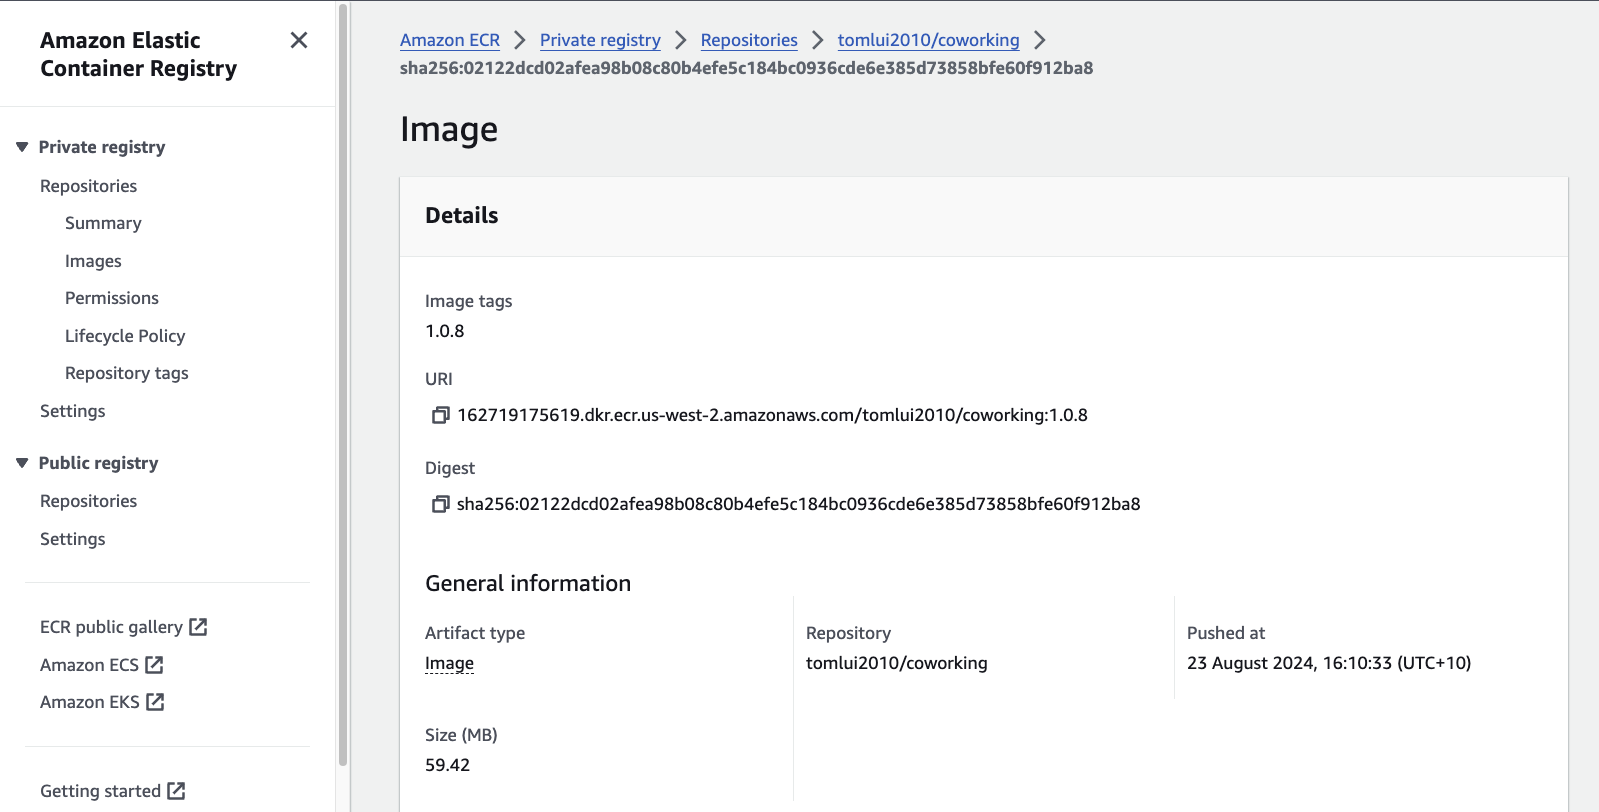 Amazon Elastic
Container Registry
Private registry
Repositories
Summary
Images
Permissions
Lifecycle Policy
Repository tags
Settings
Public registry
Repositories
Settings
ECR public gallery
Amazon ECS
Amazon EKS
Getting started
Amazon ECR > Private registry > Repositories > tomlui2010/coworking >
sha256:02122dcd02afea98b08c80b4efe5c184bc0936cde6e385d73858bfe60f912ba8
Image
Details
Image tags
1.0.8
URI
162719175619.dkr.ecr.us-west-2.amazonaws.com/tomlui2010/coworking:1.0.8
Digest
sha256:02122dcd02afea98b08c80b4efe5c184bc0936cde6e385d73858bfe60f912ba8
General information
Artifact type
Image
Repository
tomlui2010/coworking
Pushed at
23 August 2024, 16:10:33 (UTC+10)
Size (MB)
59.42